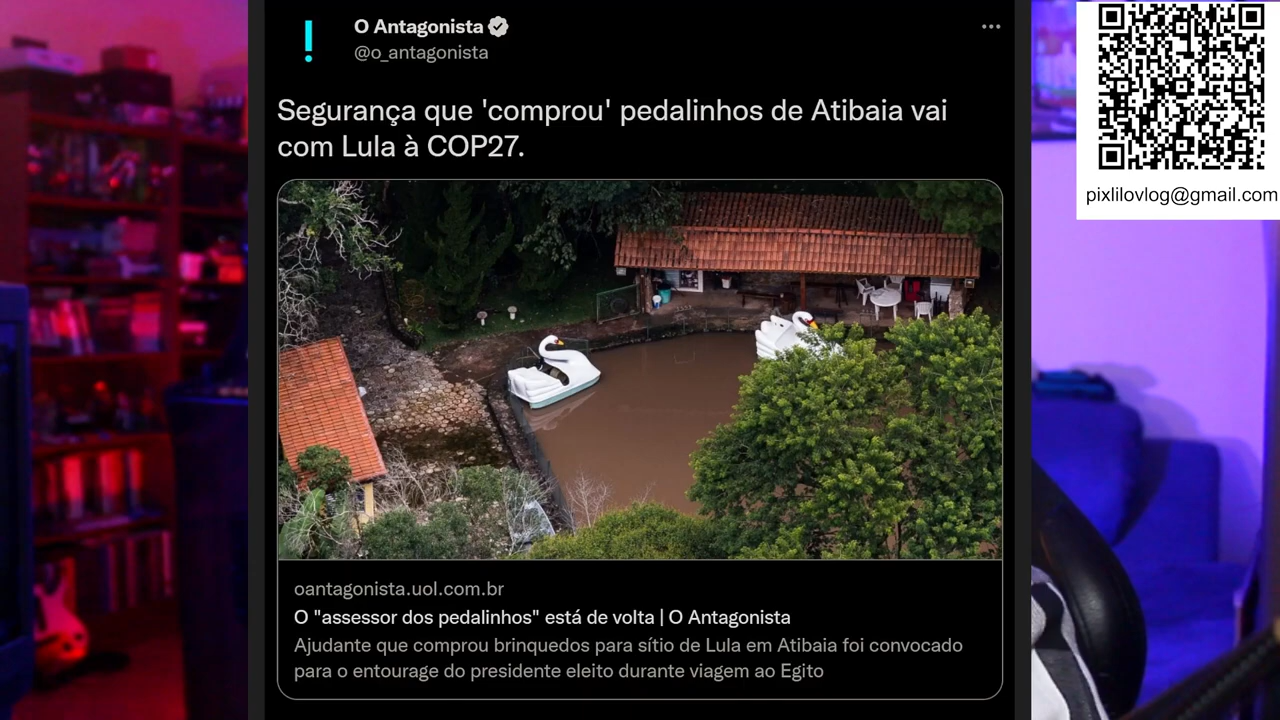 O Antagonista
@o_antagonista
Segurança que 'comprou' pedalinhos de Atibaia vai
com Lula à COP27.
oantagonista.uol.com.br
O "assessor dos pedalinhos" está de volta | O Antagonista
Ajudante que comprou brinquedos para sítio de Lula em Atibaia foi convocado
para o entourage do presidente eleito durante viagem ao Egito
pixlilovlog@gmail.com